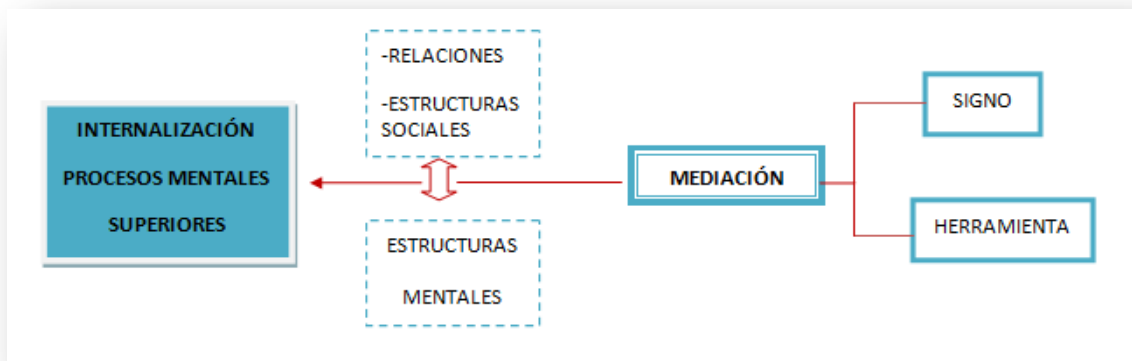 INTERNALIZACIÓN
PROCESOS MENTALES
SUPERIORES
-RELACIONES
-ESTRUCTURAS
SOCIALES
ESTRUCTURAS
MENTALES
MEDIACIÓN
SIGNO
HERRAMIENTA